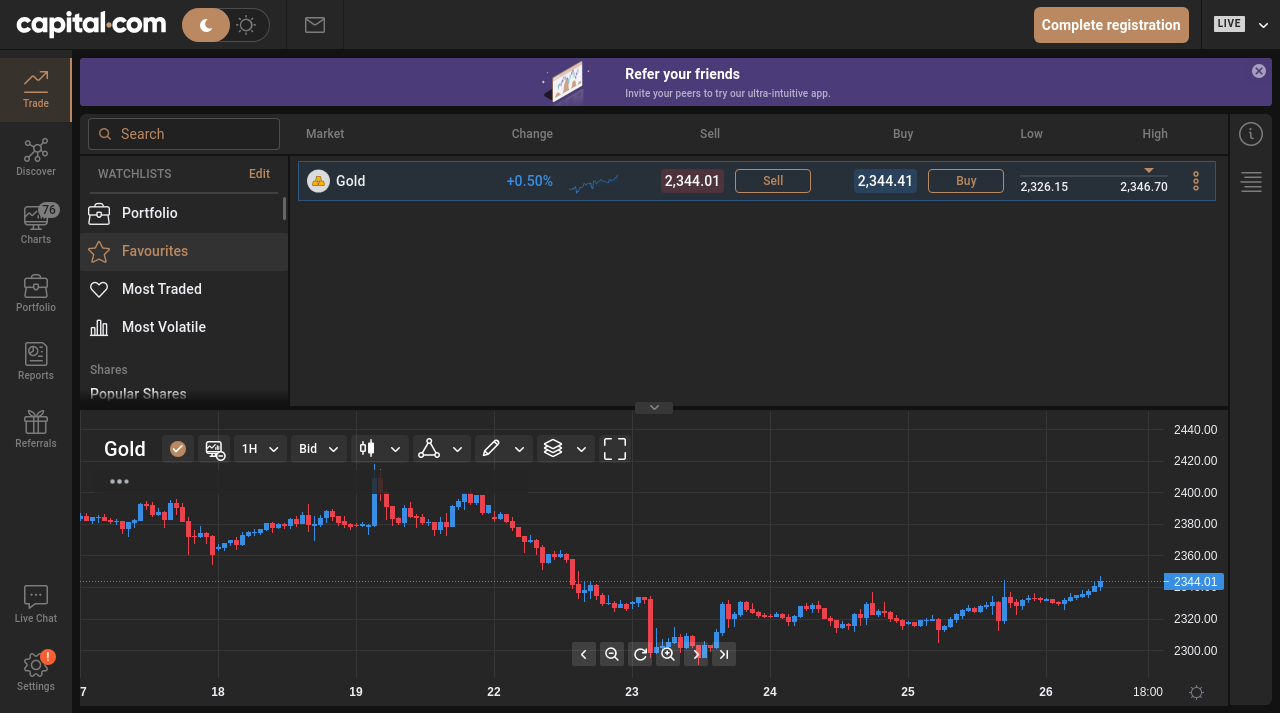 capital.com
Complete registration
LIVE
Trade
Discover
76
Charts
Portfolio
Reports
Referrals
Live Chat
!
Settings
Refer your friends
Invite your peers to try our ultra-intuitive app.
Search
Market Change Sell Buy Low High
WATCHLISTS Edit
Portfolio
Favourites
Most Traded
Most Volatile
Shares
Popular Shares
Gold +0.50% 2,344.01 Sell 2,344.41 Buy 2,326.15 2,346.70
Gold 1H Bid
2440.00
2420.00
2400.00
2380.00
2360.00
2344.01
2320.00
2300.00
7 18 19 22 23 24 25 26 18:00